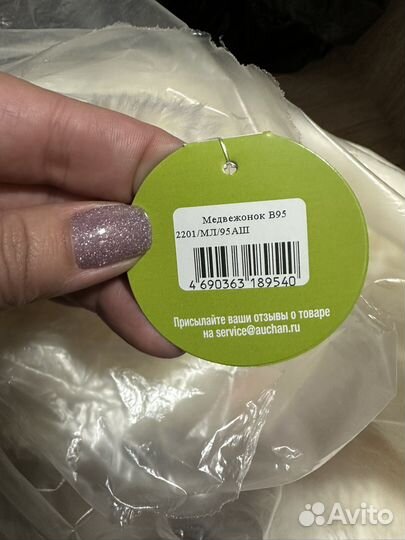 Медвежонок В95
2201/МЛ/95АШ
4 690363 189540
Присылайте ваши отзывы о товаре
на service@auchan.ru
Avito